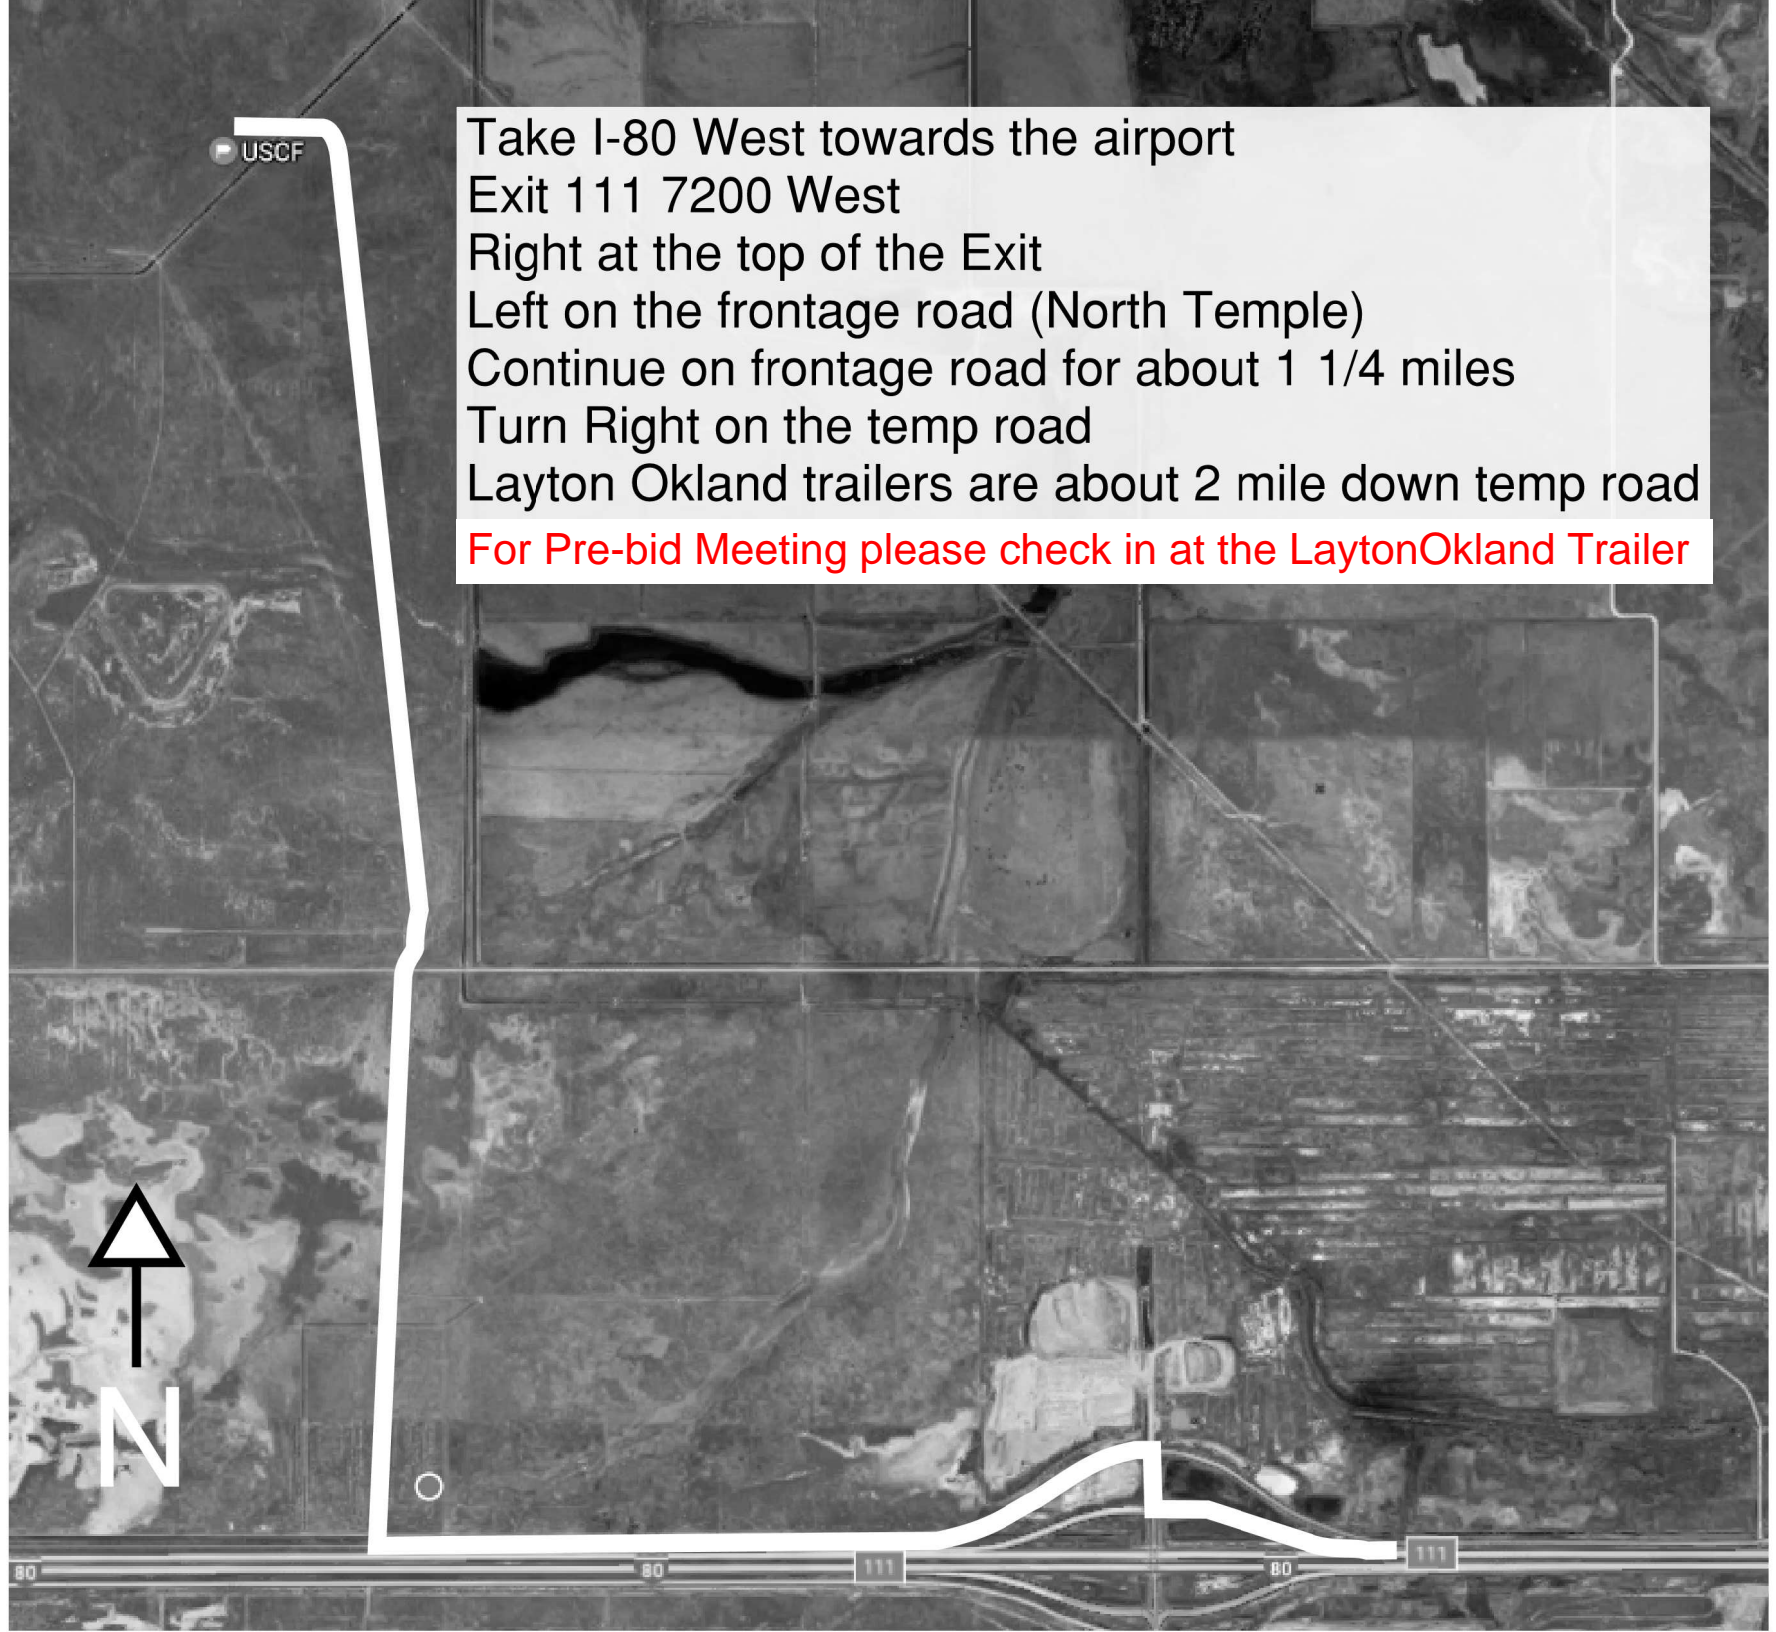 USCF
Take I-80 West towards the airport
Exit 111 7200 West
Right at the top of the Exit
Left on the frontage road (North Temple)
Continue on frontage road for about 1 1/4 miles
Turn Right on the temp road
Layton Okland trailers are about 2 mile down temp road
For Pre-bid Meeting please check in at the LaytonOkland Trailer
N
80
80
111
80
111